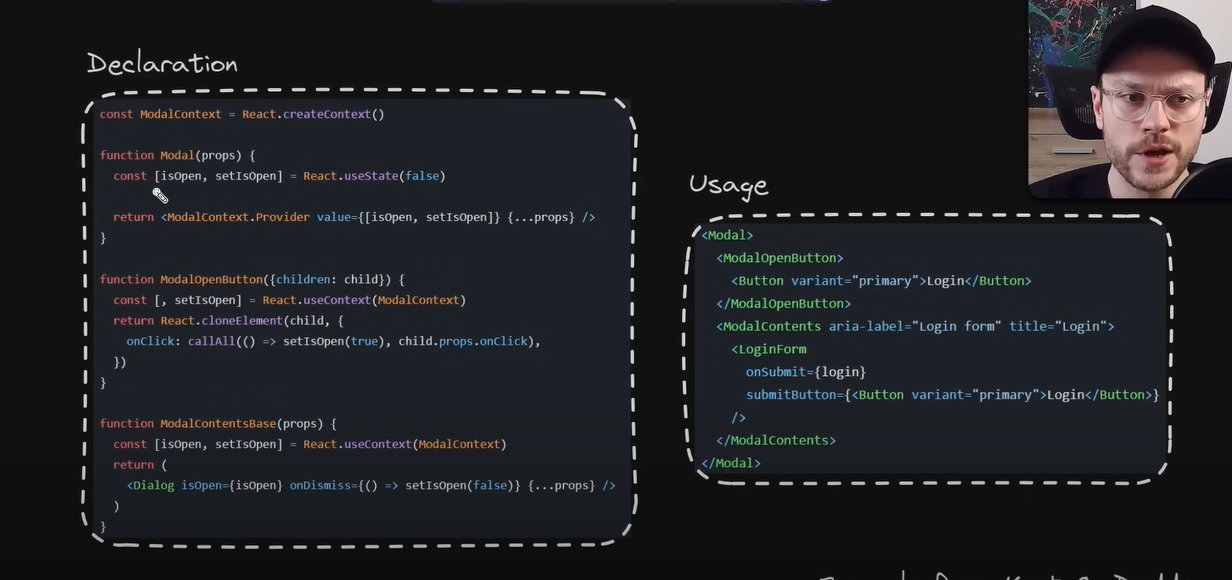 Declaration
const ModalContext = React.createContext()
function Modal(props) {
const [isOpen, setIsOpen] = React.useState(false)
return <ModalContext.Provider value={[isOpen, setIsOpen]} {...props} />
}
function ModalOpenButton({children: child}) {
const [, setIsOpen] = React.useContext(ModalContext)
return React.cloneElement(child, {
onClick: callAll(() => setIsOpen(true), child.props.onClick),
})
}
function ModalContentsBase(props) {
const [isOpen, setIsOpen] = React.useContext(ModalContext)
return (
<Dialog isOpen={isOpen} onDismiss={() => setIsOpen(false)} {...props} />
)
}
Usage
<Modal>
<ModalOpenButton>
<Button variant="primary">Login</Button>
</ModalOpenButton>
<ModalContents aria-label="Login form" title="Login">
<LoginForm
onSubmit={login}
submitButton={<Button variant="primary">Login</Button>}
/>
</ModalContents>
</Modal>